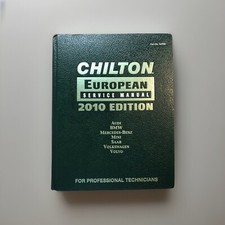 CHILTON
EUROPEAN
SERVICE MANUAL
2010 EDITION
AUDI
BMW
MERCEDES-BENZ
MINI
SAAB
VOLKSWAGEN
VOLVO
FOR PROFESSIONAL TECHNICIANS